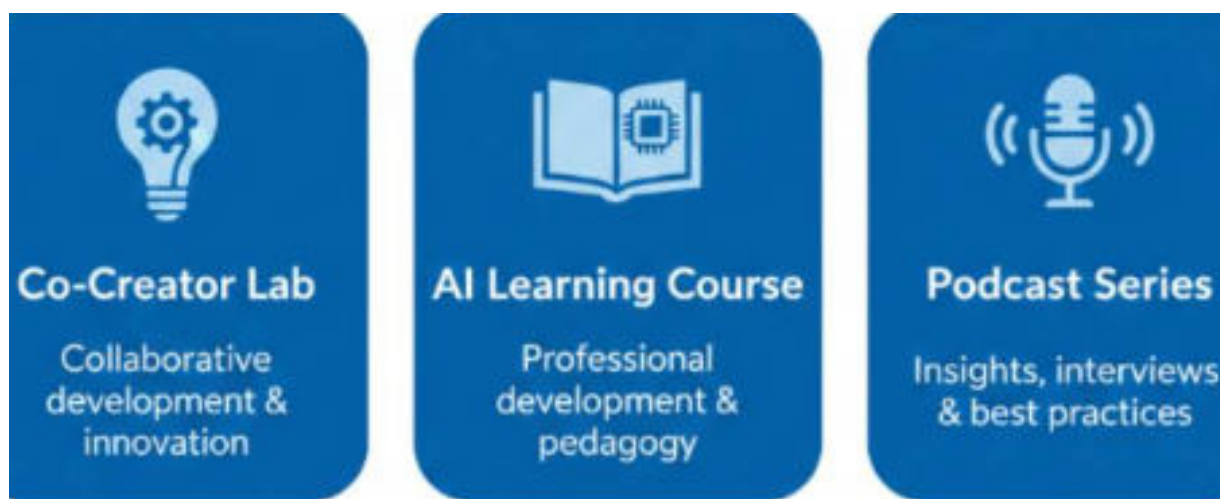 Co-Creator Lab
Collaborative
development &
innovation
AI Learning Course
Professional
development &
pedagogy
Podcast Series
Insights, interviews
& best practices